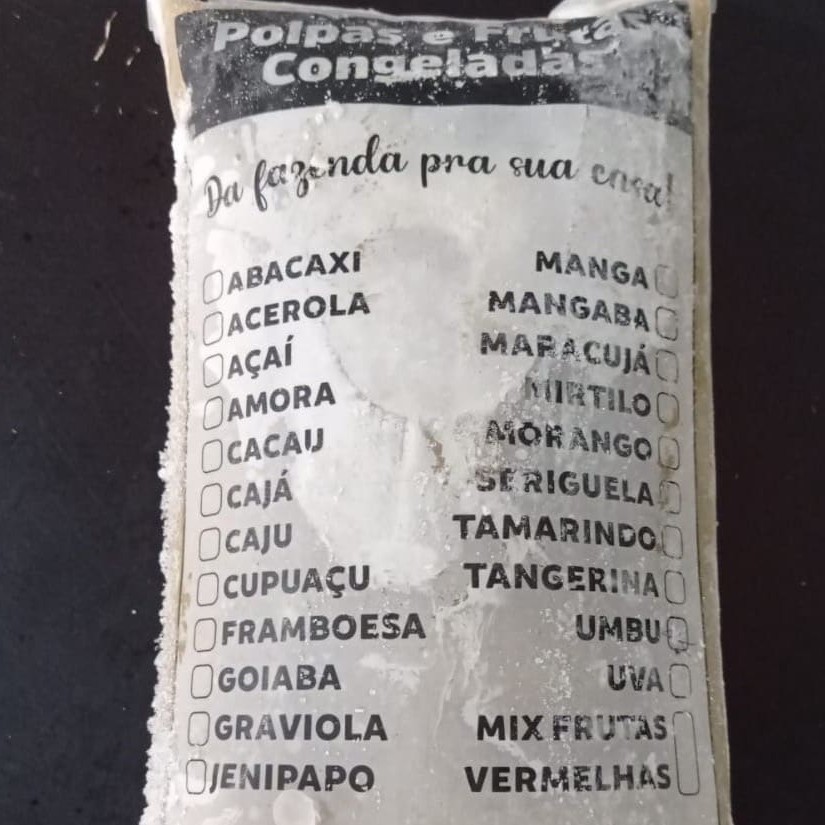 Polpas e Frutas
Congeladas
Da fazenda pra sua casa!
ABACAXI
ACEROLA
AÇAÍ
AMORA
CACAU
CAJÁ
CAJU
CUPUAÇU
FRAMBOESA
GOIABA
GRAVIOLA
JENIPAPO
MANGA
MANGABA
MARACUJÁ
MIRTILO
MORANGO
SERIGUELA
TAMARINDO
TANGERINA
UMBU
UVA
MIX FRUTAS
VERMELHAS